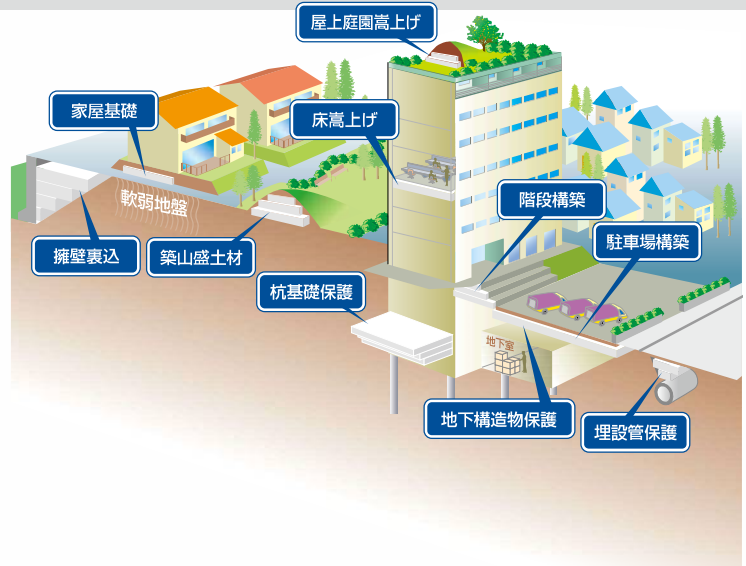 屋上庭園嵩上げ
家屋基礎
床嵩上げ
軟弱地盤
階段構築
擁壁裏込
築山盛土材
駐車場構築
杭基礎保護
地下室
地下構造物保護
埋設管保護